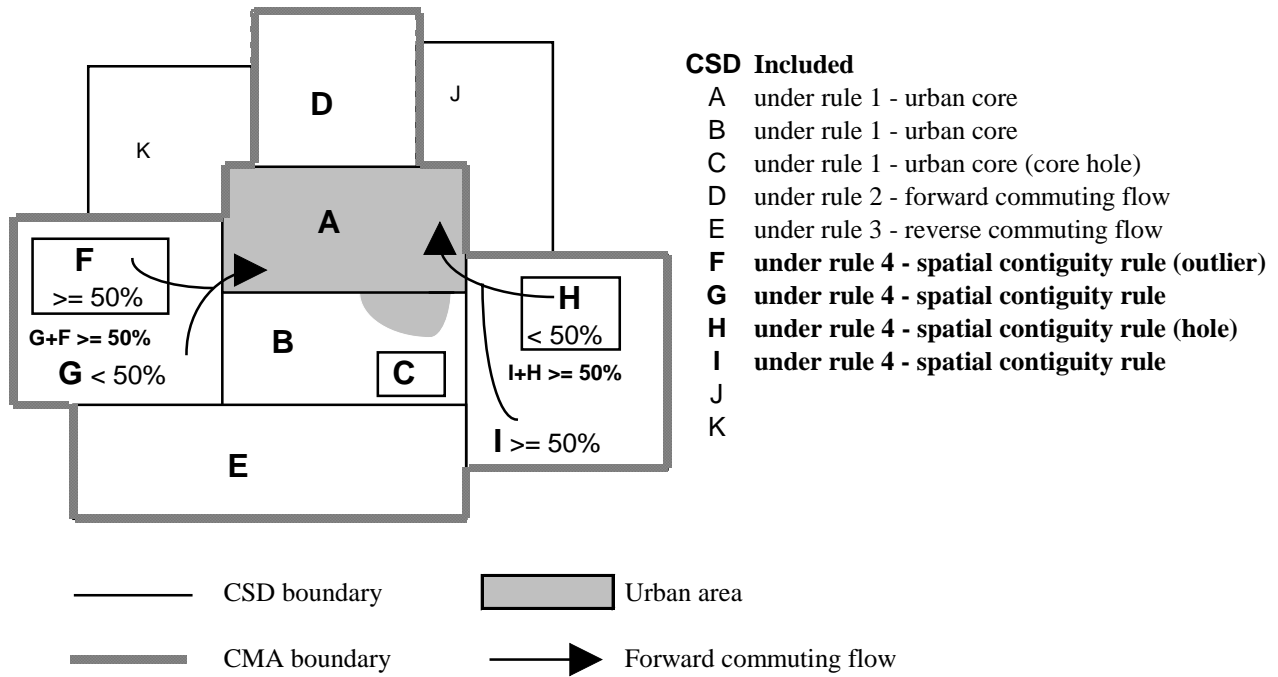 D
J
K
A
F
>= 50%
G+F >= 50%
G < 50%
B
C
H
< 50%
I+H >= 50%
I >= 50%
E
CSD Included
A under rule 1 - urban core
B under rule 1 - urban core
C under rule 1 - urban core (core hole)
D under rule 2 - forward commuting flow
E under rule 3 - reverse commuting flow
F under rule 4 - spatial contiguity rule (outlier)
G under rule 4 - spatial contiguity rule
H under rule 4 - spatial contiguity rule (hole)
I under rule 4 - spatial contiguity rule
J
K
CSD boundary
Urban area
CMA boundary
Forward commuting flow